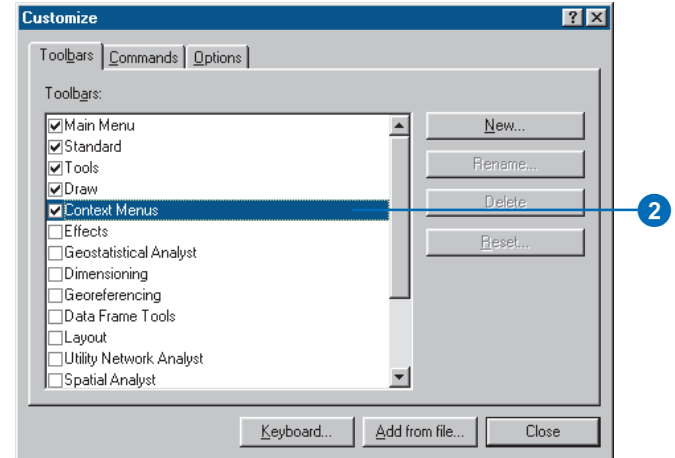 Customize
Toolbars Commands Options
Toolbars:
Main Menu
Standard
Tools
Draw
Context Menus
Effects
Geostatistical Analyst
Dimensioning
Georeferencing
Data Frame Tools
Layout
Utility Network Analyst
Spatial Analyst
New...
Rename...
Delete
Reset...
2
Keyboard... Add from file... Close